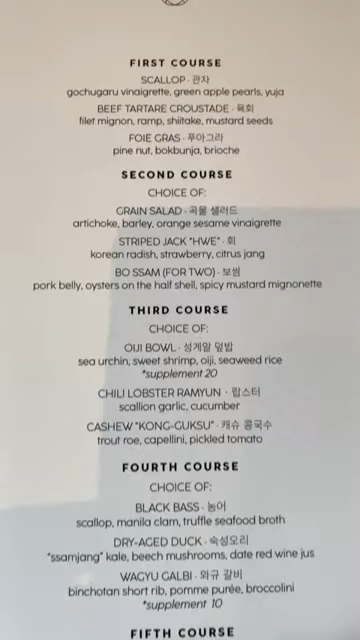 FIRST COURSE
SCALLOP · 관자
gochugaru vinaigrette, green apple pearls, yuja
BEEF TARTARE CROUSTADE · 육회
filet mignon, ramp, shiitake, mustard seeds
FOIE GRAS · 푸아그라
pine nut, bokbunja, brioche
SECOND COURSE
CHOICE OF:
GRAIN SALAD · 곡물 샐러드
artichoke, barley, orange sesame vinaigrette
STRIPED JACK "HWE" · 회
korean radish, strawberry, citrus jang
BO SSAM (FOR TWO) · 보쌈
pork belly, oysters on the half shell, spicy mustard mignonette
THIRD COURSE
CHOICE OF:
OIJI BOWL · 성게알 덮밥
sea urchin, sweet shrimp, oiji, seaweed rice
*supplement 20
CHILI LOBSTER RAMYUN · 랍스터
scallion garlic, cucumber
CASHEW "KONG-GUKSU" · 캐슈 콩국수
trout roe, capellini, pickled tomato
FOURTH COURSE
CHOICE OF:
BLACK BASS · 농어
scallop, manila clam, truffle seafood broth
DRY-AGED DUCK · 숙성오리
"ssamjang" kale, beech mushrooms, date red wine jus
WAGYU GALBI · 와규 갈비
binchotan short rib, pomme purée, broccolini
*supplement 10
FIFTH COURSE